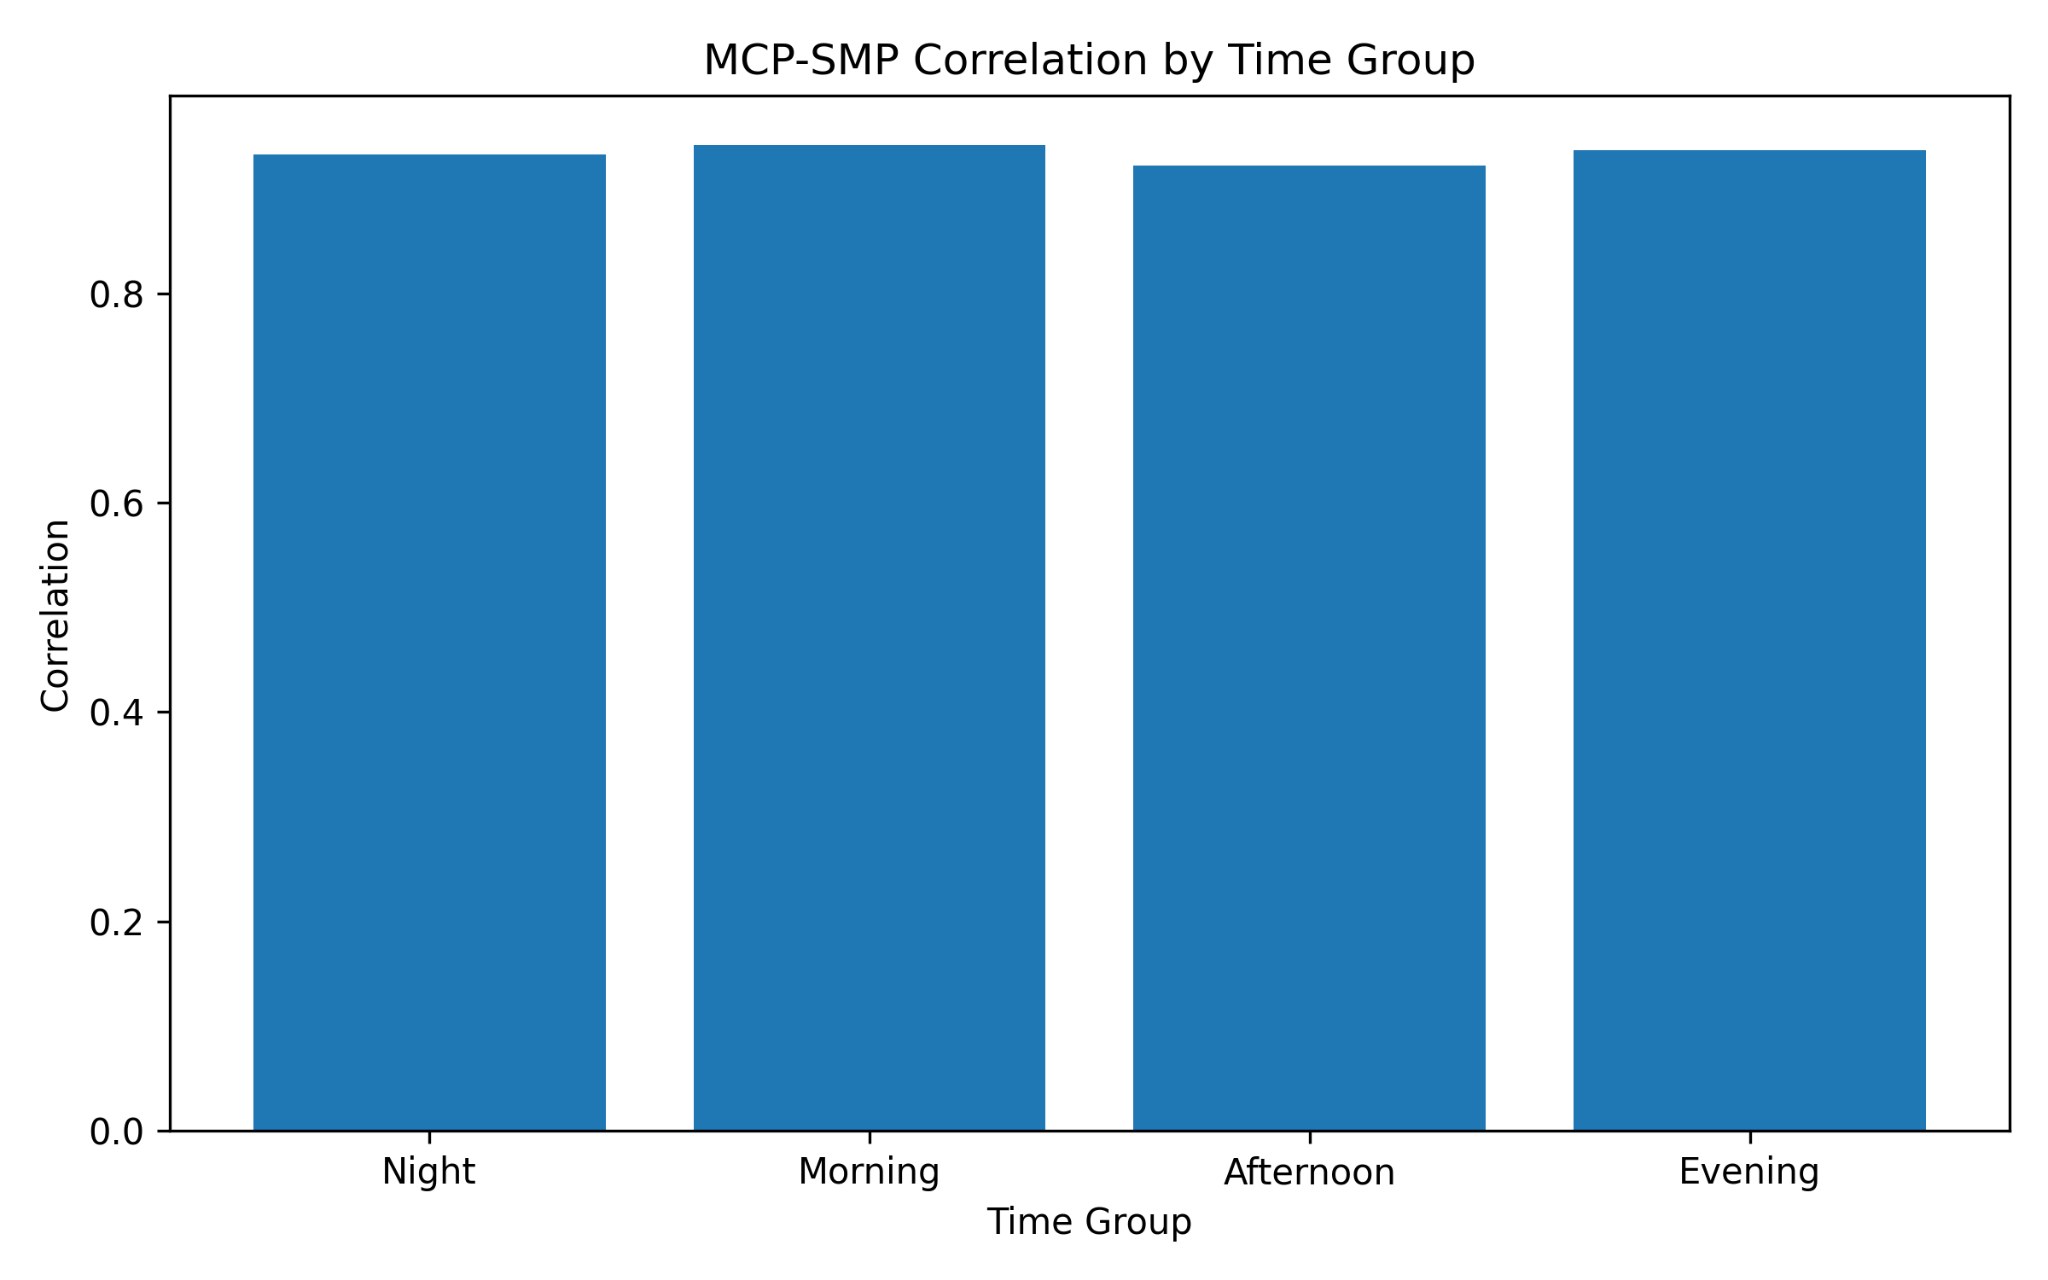 MCP-SMP Correlation by Time Group
Correlation
0.8
0.6
0.4
0.2
0.0
Night
Morning
Afternoon
Evening
Time Group